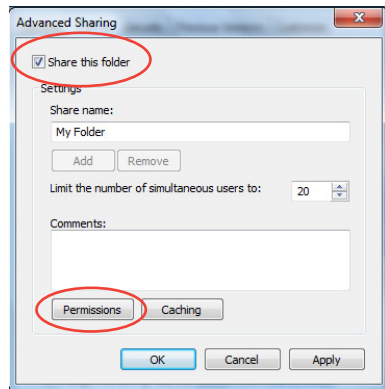 Advanced Sharing
Share this folder
Settings
Share name:
My Folder
Add Remove
Limit the number of simultaneous users to: 20
Comments:
Permissions Caching
OK Cancel Apply